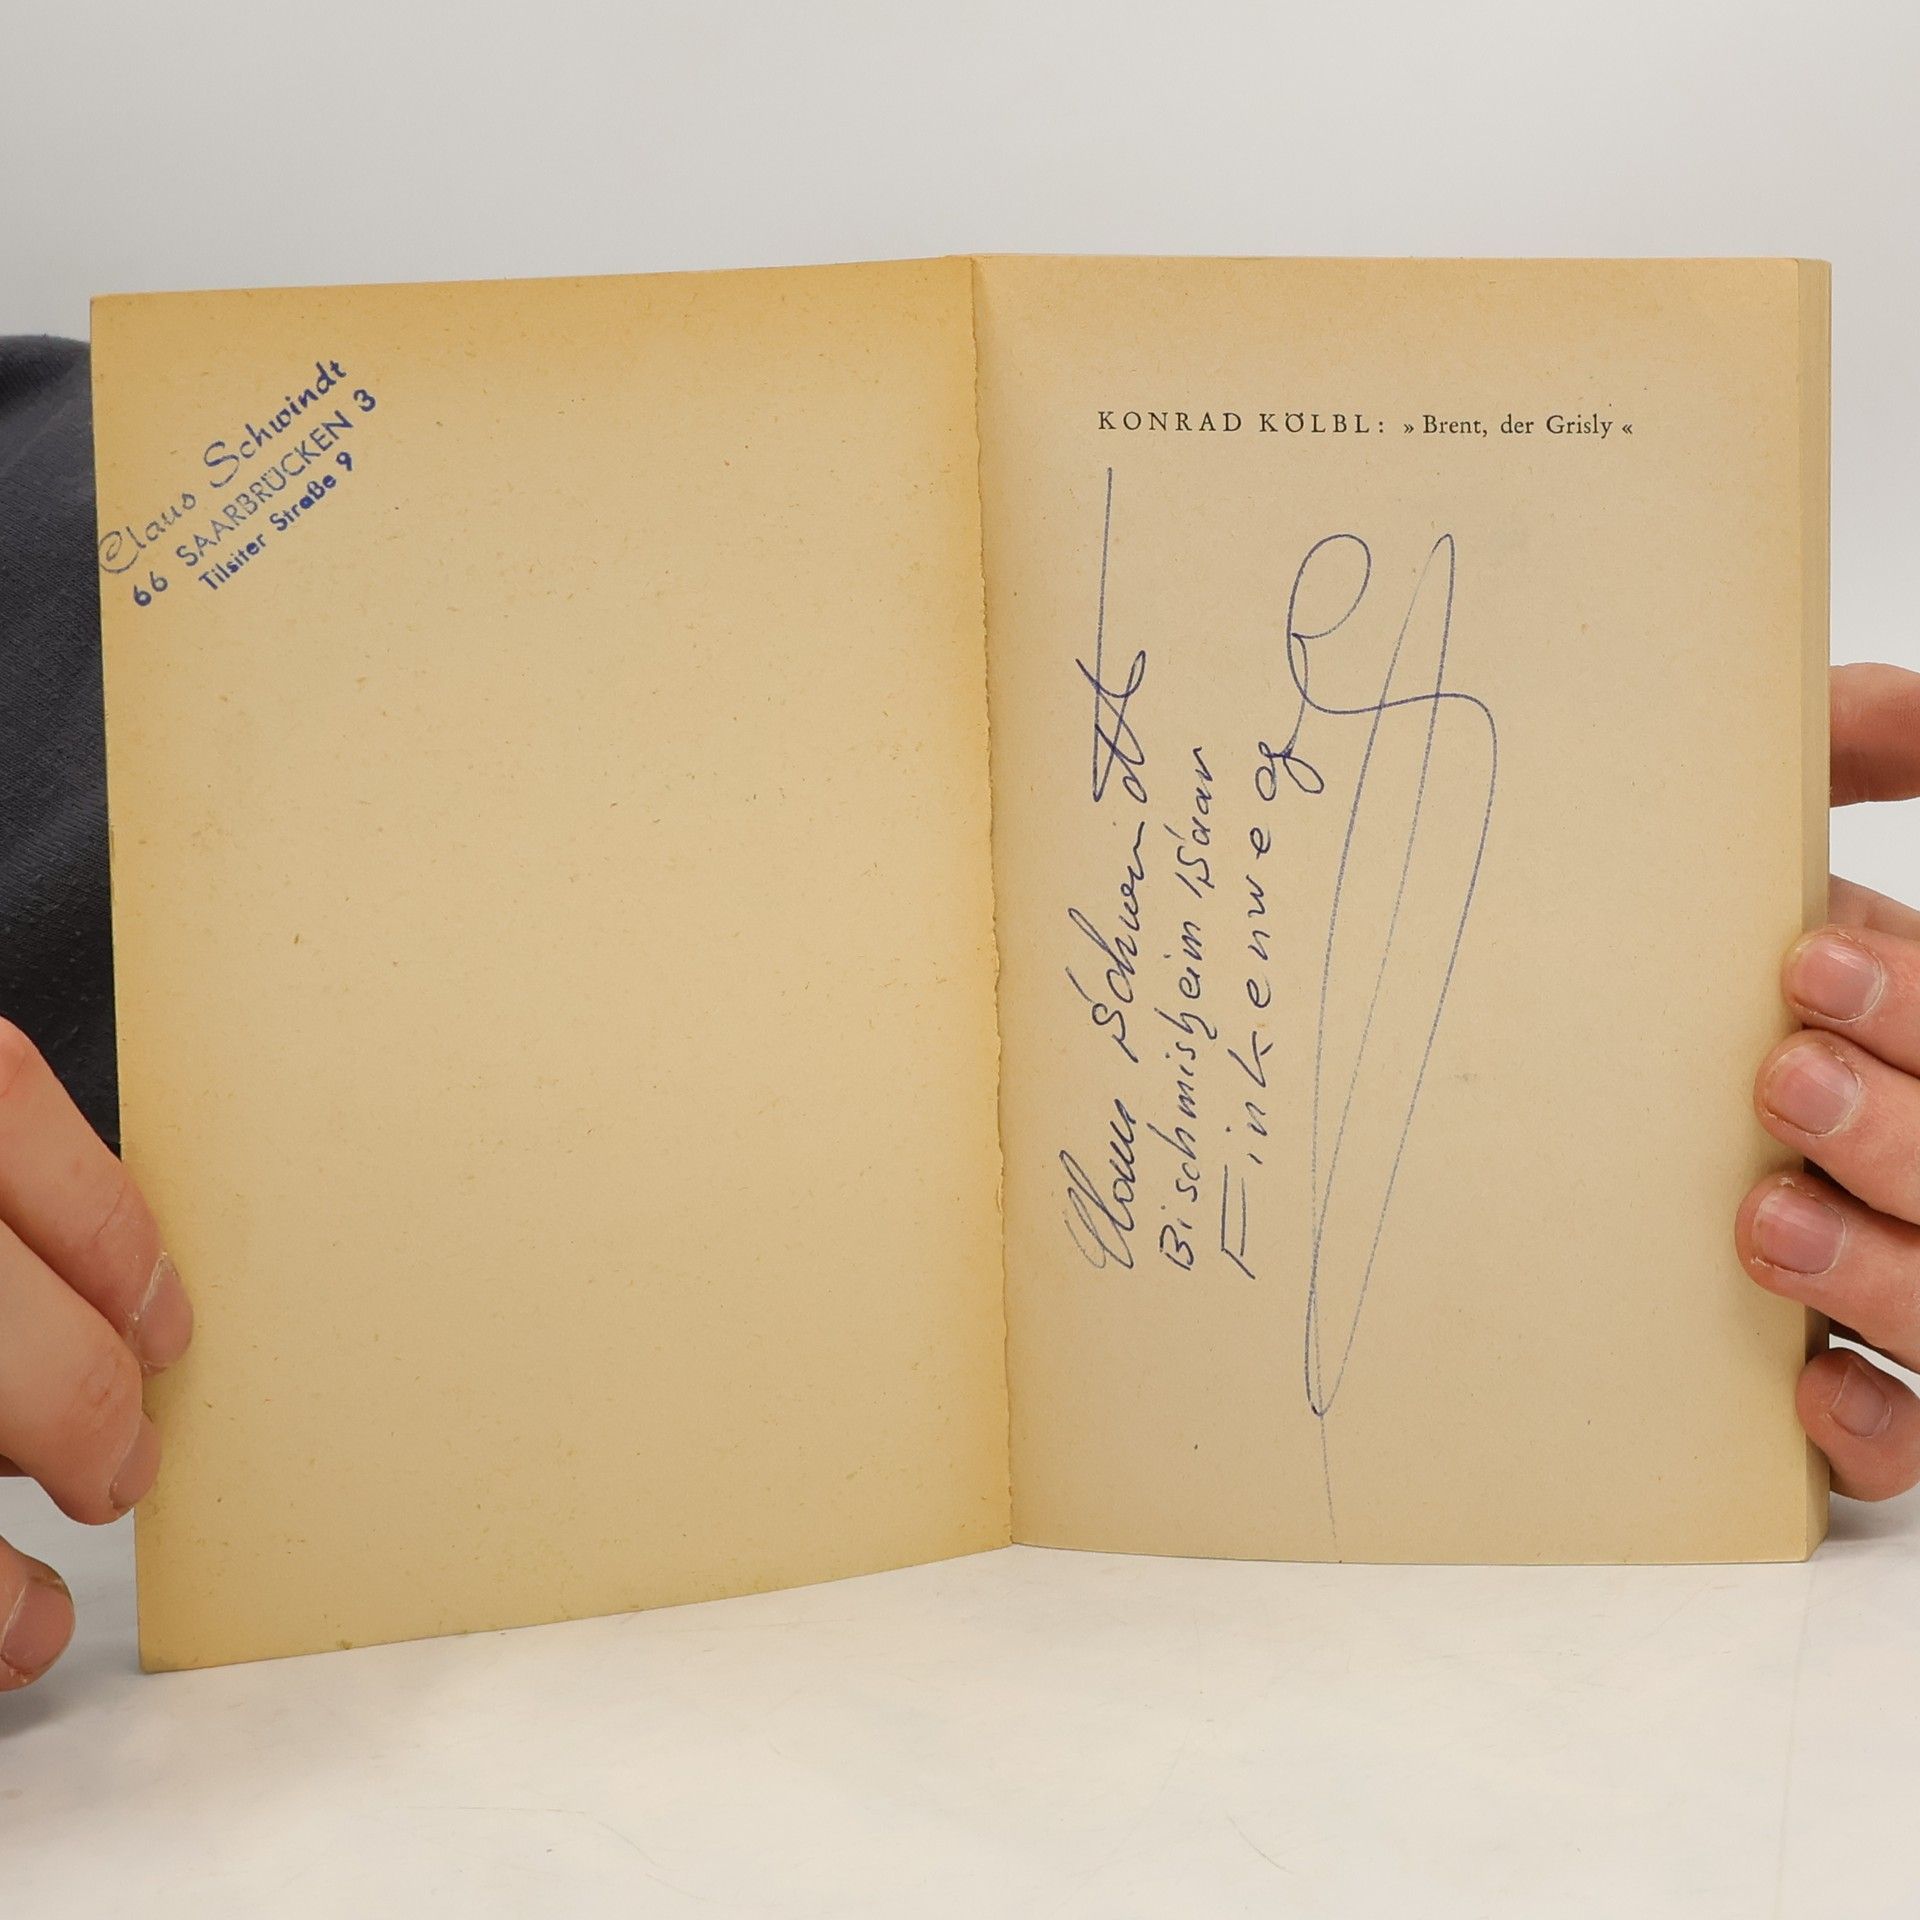 Claus Schwindt
66 SAARBRÜCKEN 3
Tilsiter Straße 9
KONRAD KÖLBL: » Brent, der Grisly «
Claus Schwindt
Bischmisheim Saar
Finkenweg